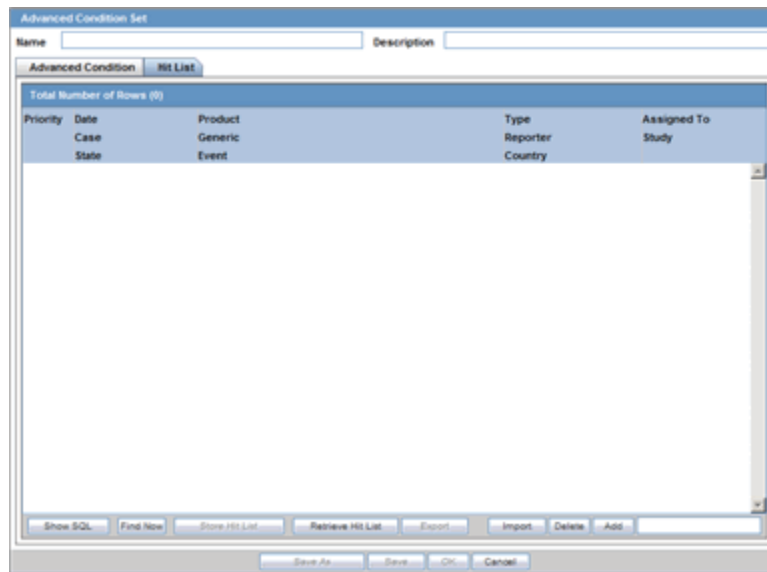 Advanced Condition Set
Name Description
Advanced Condition Hit List
Total Number of Rows (0)
Priority Date Product Type Assigned To
Case Generic Reporter Study
State Event Country
Show SQL Find Now Store Hit List Retrieve Hit List Export Import Delete Add
Save As Save OK Cancel